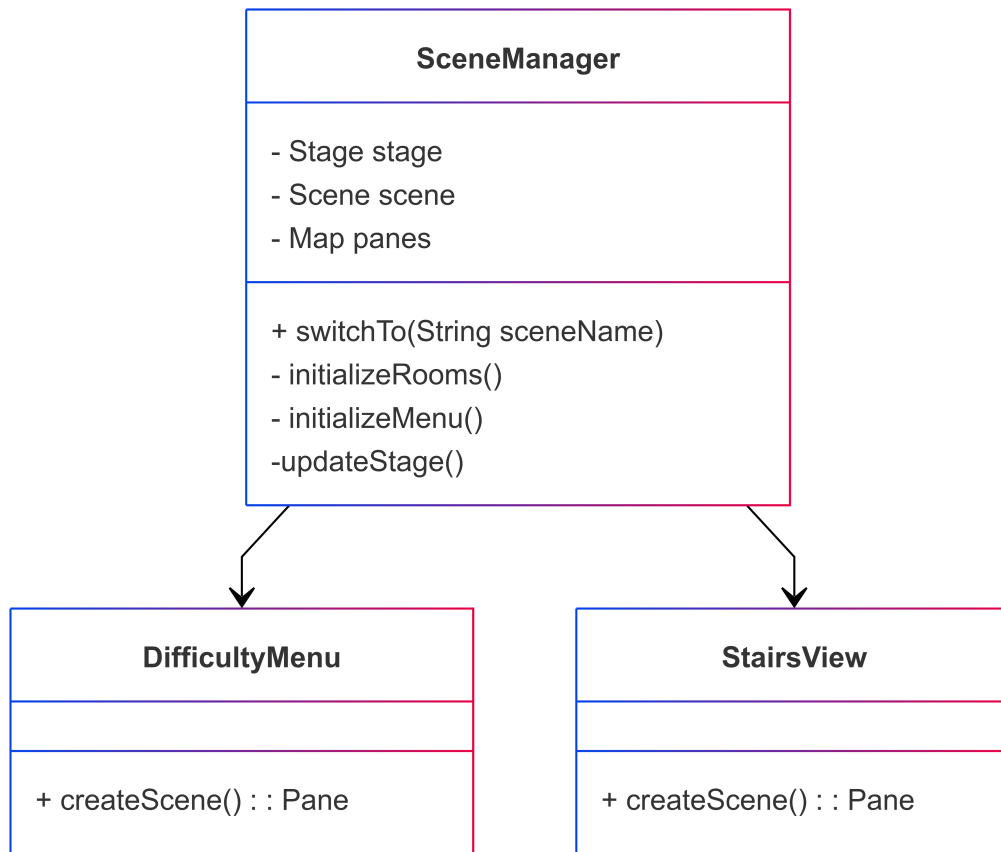 SceneManager
- Stage stage
- Scene scene
- Map panes
+ switchTo(String sceneName)
- initializeRooms()
- initializeMenu()
-updateStage()
DifficultyMenu
+ createScene() : : Pane
StairsView
+ createScene() : : Pane